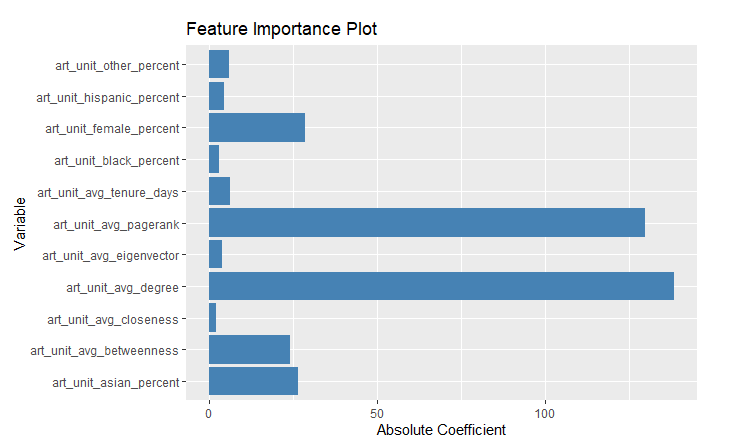 Feature Importance Plot
Variable
art_unit_other_percent
art_unit_hispanic_percent
art_unit_female_percent
art_unit_black_percent
art_unit_avg_tenure_days
art_unit_avg_pagerank
art_unit_avg_eigenvector
art_unit_avg_degree
art_unit_avg_closeness
art_unit_avg_betweenness
art_unit_asian_percent
0 50 100
Absolute Coefficient